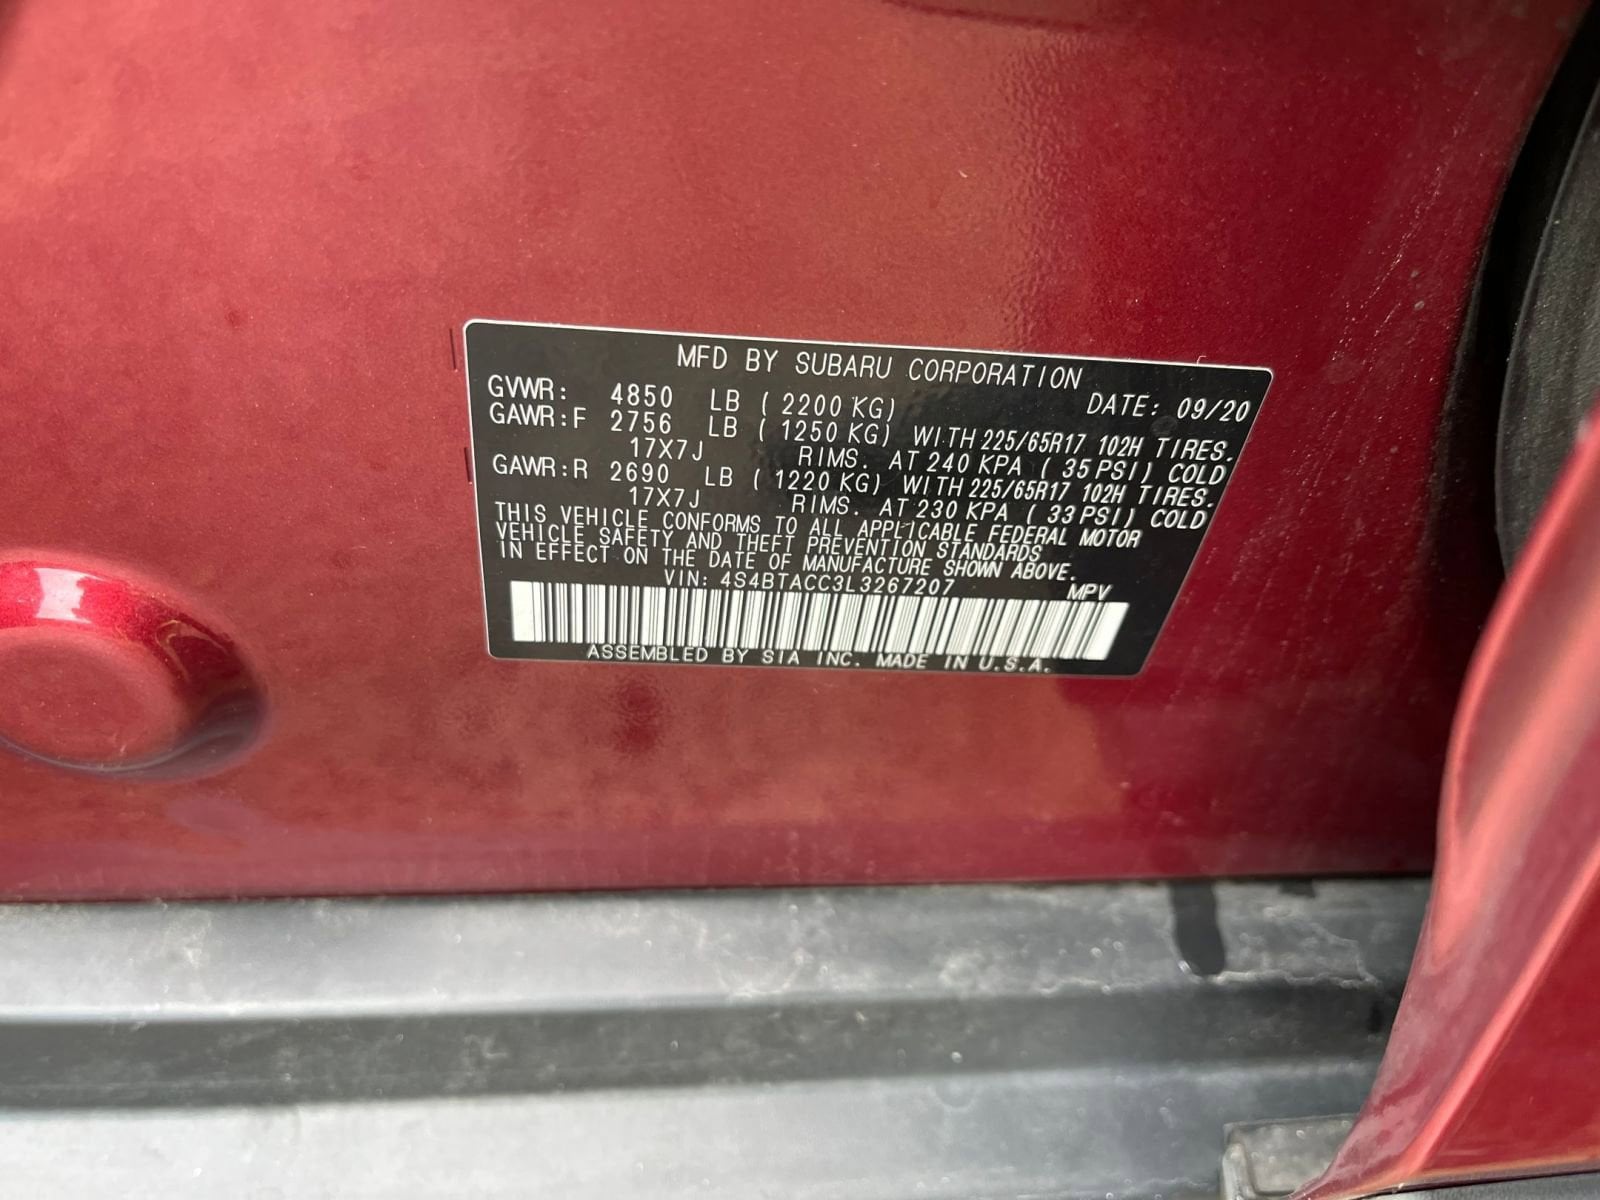 MFD BY SUBARU CORPORATION
GVWR: 4850 LB ( 2200 KG) DATE: 09/20
GAWR:F 2756 LB ( 1250 KG) WITH 225/65R17 102H TIRES.
17X7J RIMS. AT 240 KPA ( 35 PSI) COLD
GAWR:R 2690 LB ( 1220 KG) WITH 225/65R17 102H TIRES.
17X7J RIMS. AT 230 KPA ( 33 PSI) COLD
THIS VEHICLE CONFORMS TO ALL APPLICABLE FEDERAL MOTOR
VEHICLE SAFETY AND THEFT PREVENTION STANDARDS
IN EFFECT ON THE DATE OF MANUFACTURE SHOWN ABOVE.
VIN: 4S4BTACC3L3267207 MPV
ASSEMBLED BY SIA INC. MADE IN U.S.A.